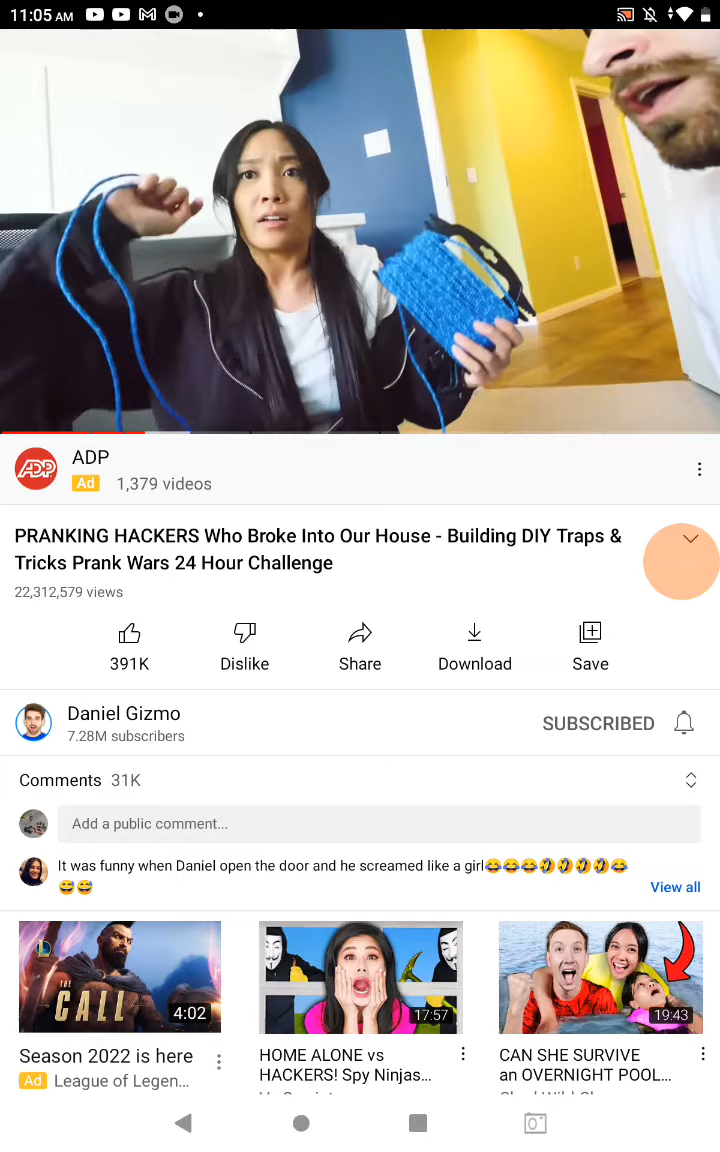 11:05 AM
ADP
ADP
Ad 1,379 videos
PRANKING HACKERS Who Broke Into Our House - Building DIY Traps &
Tricks Prank Wars 24 Hour Challenge
22,312,579 views
391K
Dislike
Share
Download
Save
Daniel Gizmo
7.28M subscribers
SUBSCRIBED
Comments 31K
Add a public comment...
It was funny when Daniel open the door and he screamed like a girl😂😂😂🤣🤣🤣🤣😂
😅😅
View all
THE
CALL
4:02
17:57
19:43
Season 2022 is here
Ad League of Legen...
HOME ALONE vs
HACKERS! Spy Ninjas...
CAN SHE SURVIVE
an OVERNIGHT POOL...